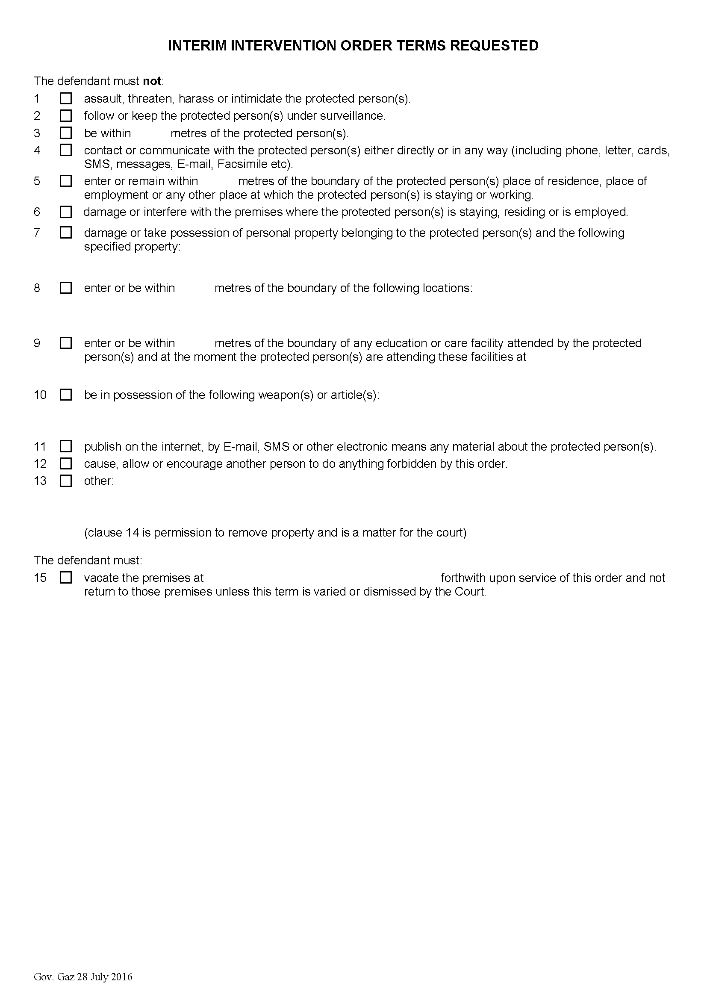 INTERIM INTERVENTION ORDER TERMS REQUESTED
The defendant must not:
1 assault, threaten, harass or intimidate the protected person(s).
2 follow or keep the protected person(s) under surveillance.
3 be within metres of the protected person(s).
4 contact or communicate with the protected person(s) either directly or in any way (including phone, letter, cards,
SMS, messages, E-mail, Facsimile etc).
5 enter or remain within metres of the boundary of the protected person(s) place of residence, place of
employment or any other place at which the protected person(s) is staying or working.
6 damage or interfere with the premises where the protected person(s) is staying, residing or is employed.
7 damage or take possession of personal property belonging to the protected person(s) and the following
specified property:
8 enter or be within metres of the boundary of the following locations:
9 enter or be within metres of the boundary of any education or care facility attended by the protected
person(s) and at the moment the protected person(s) are attending these facilities at
10 be in possession of the following weapon(s) or article(s):
11 publish on the internet, by E-mail, SMS or other electronic means any material about the protected person(s).
12 cause, allow or encourage another person to do anything forbidden by this order.
13 other:
(clause 14 is permission to remove property and is a matter for the court)
The defendant must:
15 vacate the premises at forthwith upon service of this order and not
return to those premises unless this term is varied or dismissed by the Court.
Gov. Gaz 28 July 2016